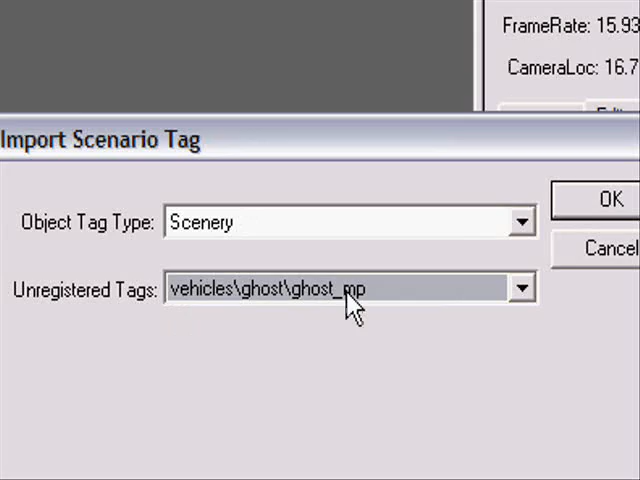 FrameRate: 15.93
CameraLoc: 16.7
Import Scenario Tag
Object Tag Type: Scenery
OK
Cancel
Unregistered Tags: vehicles\ghost\ghost_mp